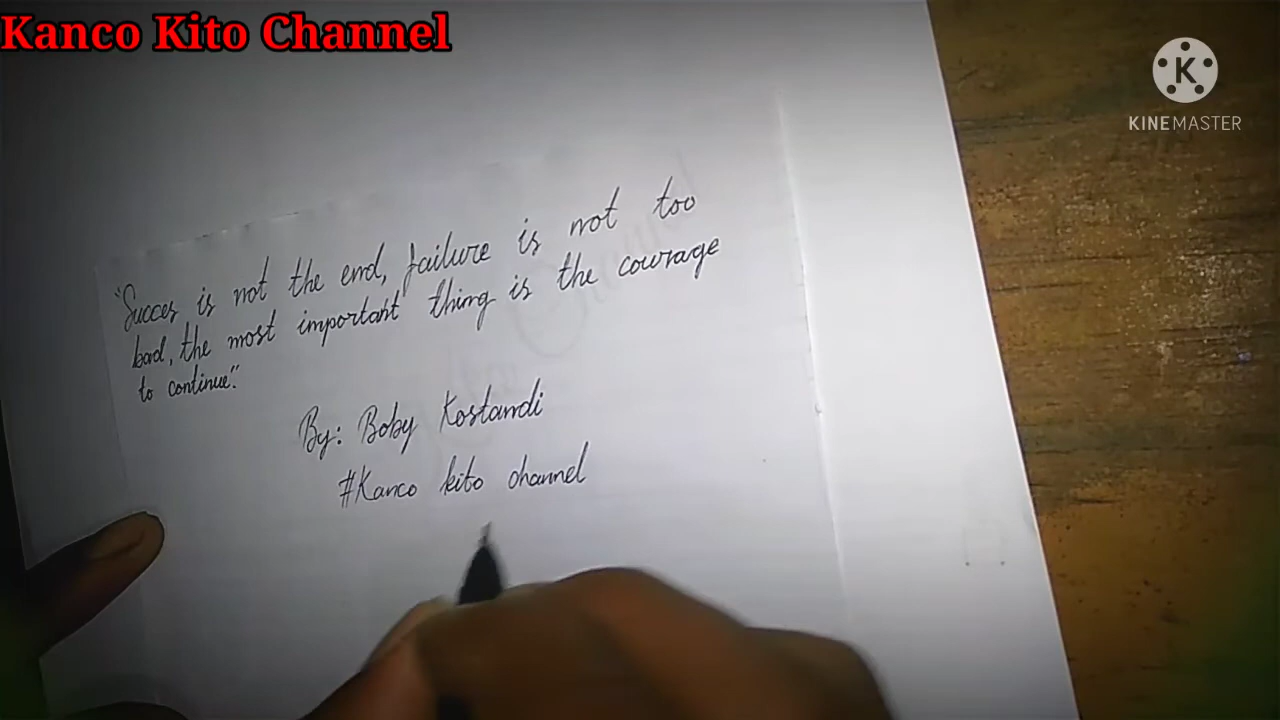 Kanco Kito Channel
K
KINEMASTER
"Succes is not the end, failure is not too
bad, the most important thing is the courage
to continue".
By: Boby Kostandi
#Kanco kito channel